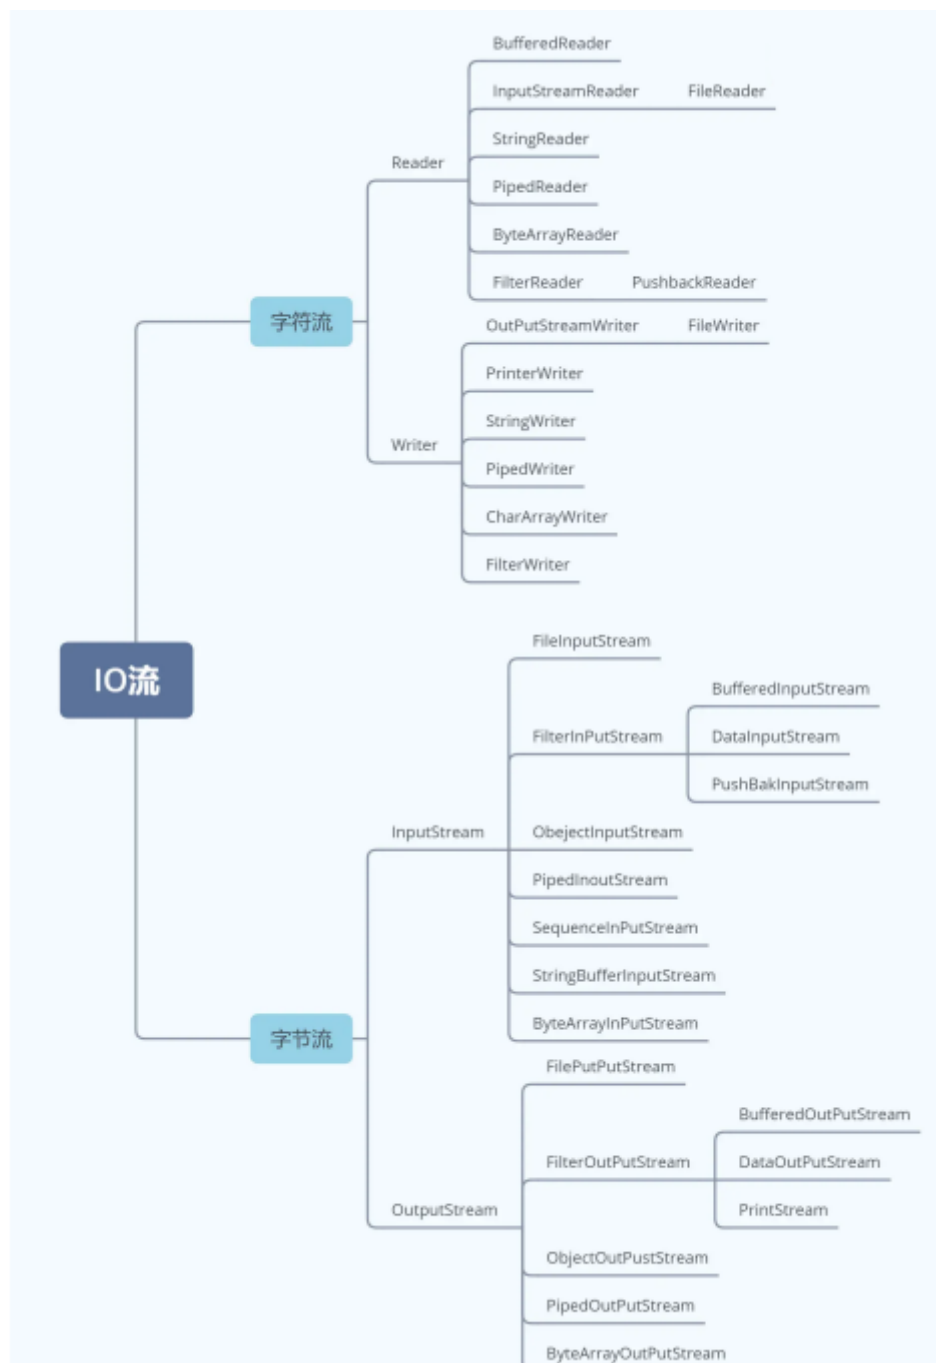 BufferedReader
InputStreamReader FileReader
StringReader
Reader
PipedReader
ByteArrayReader
FilterReader PushbackReader
字符流
OutPutStreamWriter FileWriter
PrinterWriter
StringWriter
Writer
PipedWriter
CharArrayWriter
FilterWriter
IO流
FileInputStream
BufferedInputStream
FilterInPutStream
DataInputStream
PushBakInputStream
InputStream
ObejectInputStream
PipedInoutStream
SequenceInPutStream
StringBufferInputStream
ByteArrayInPutStream
字节流
FilePutPutStream
BufferedOutPutStream
FilterOutPutStream
DataOutPutStream
PrintStream
OutputStream
ObjectOutPustStream
PipedOutPutStream
ByteArrayOutPutStream